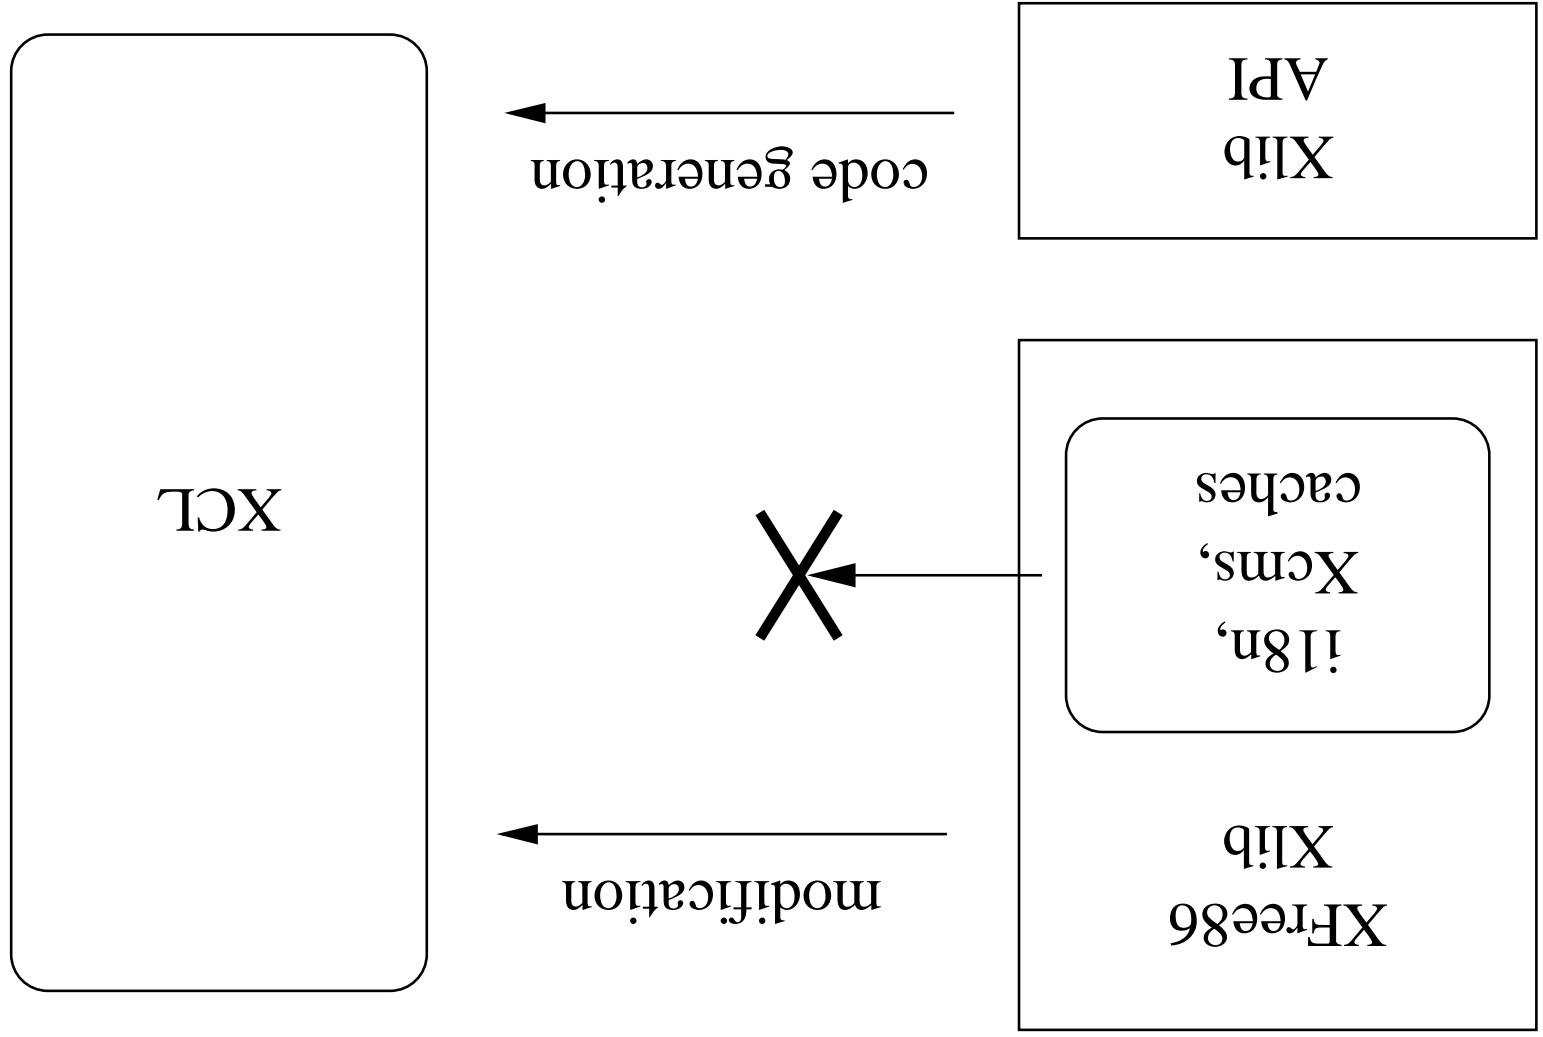 XFree86
Xlib
i18n,
Xcms,
caches
modification
XCL
Xlib
API
code generation